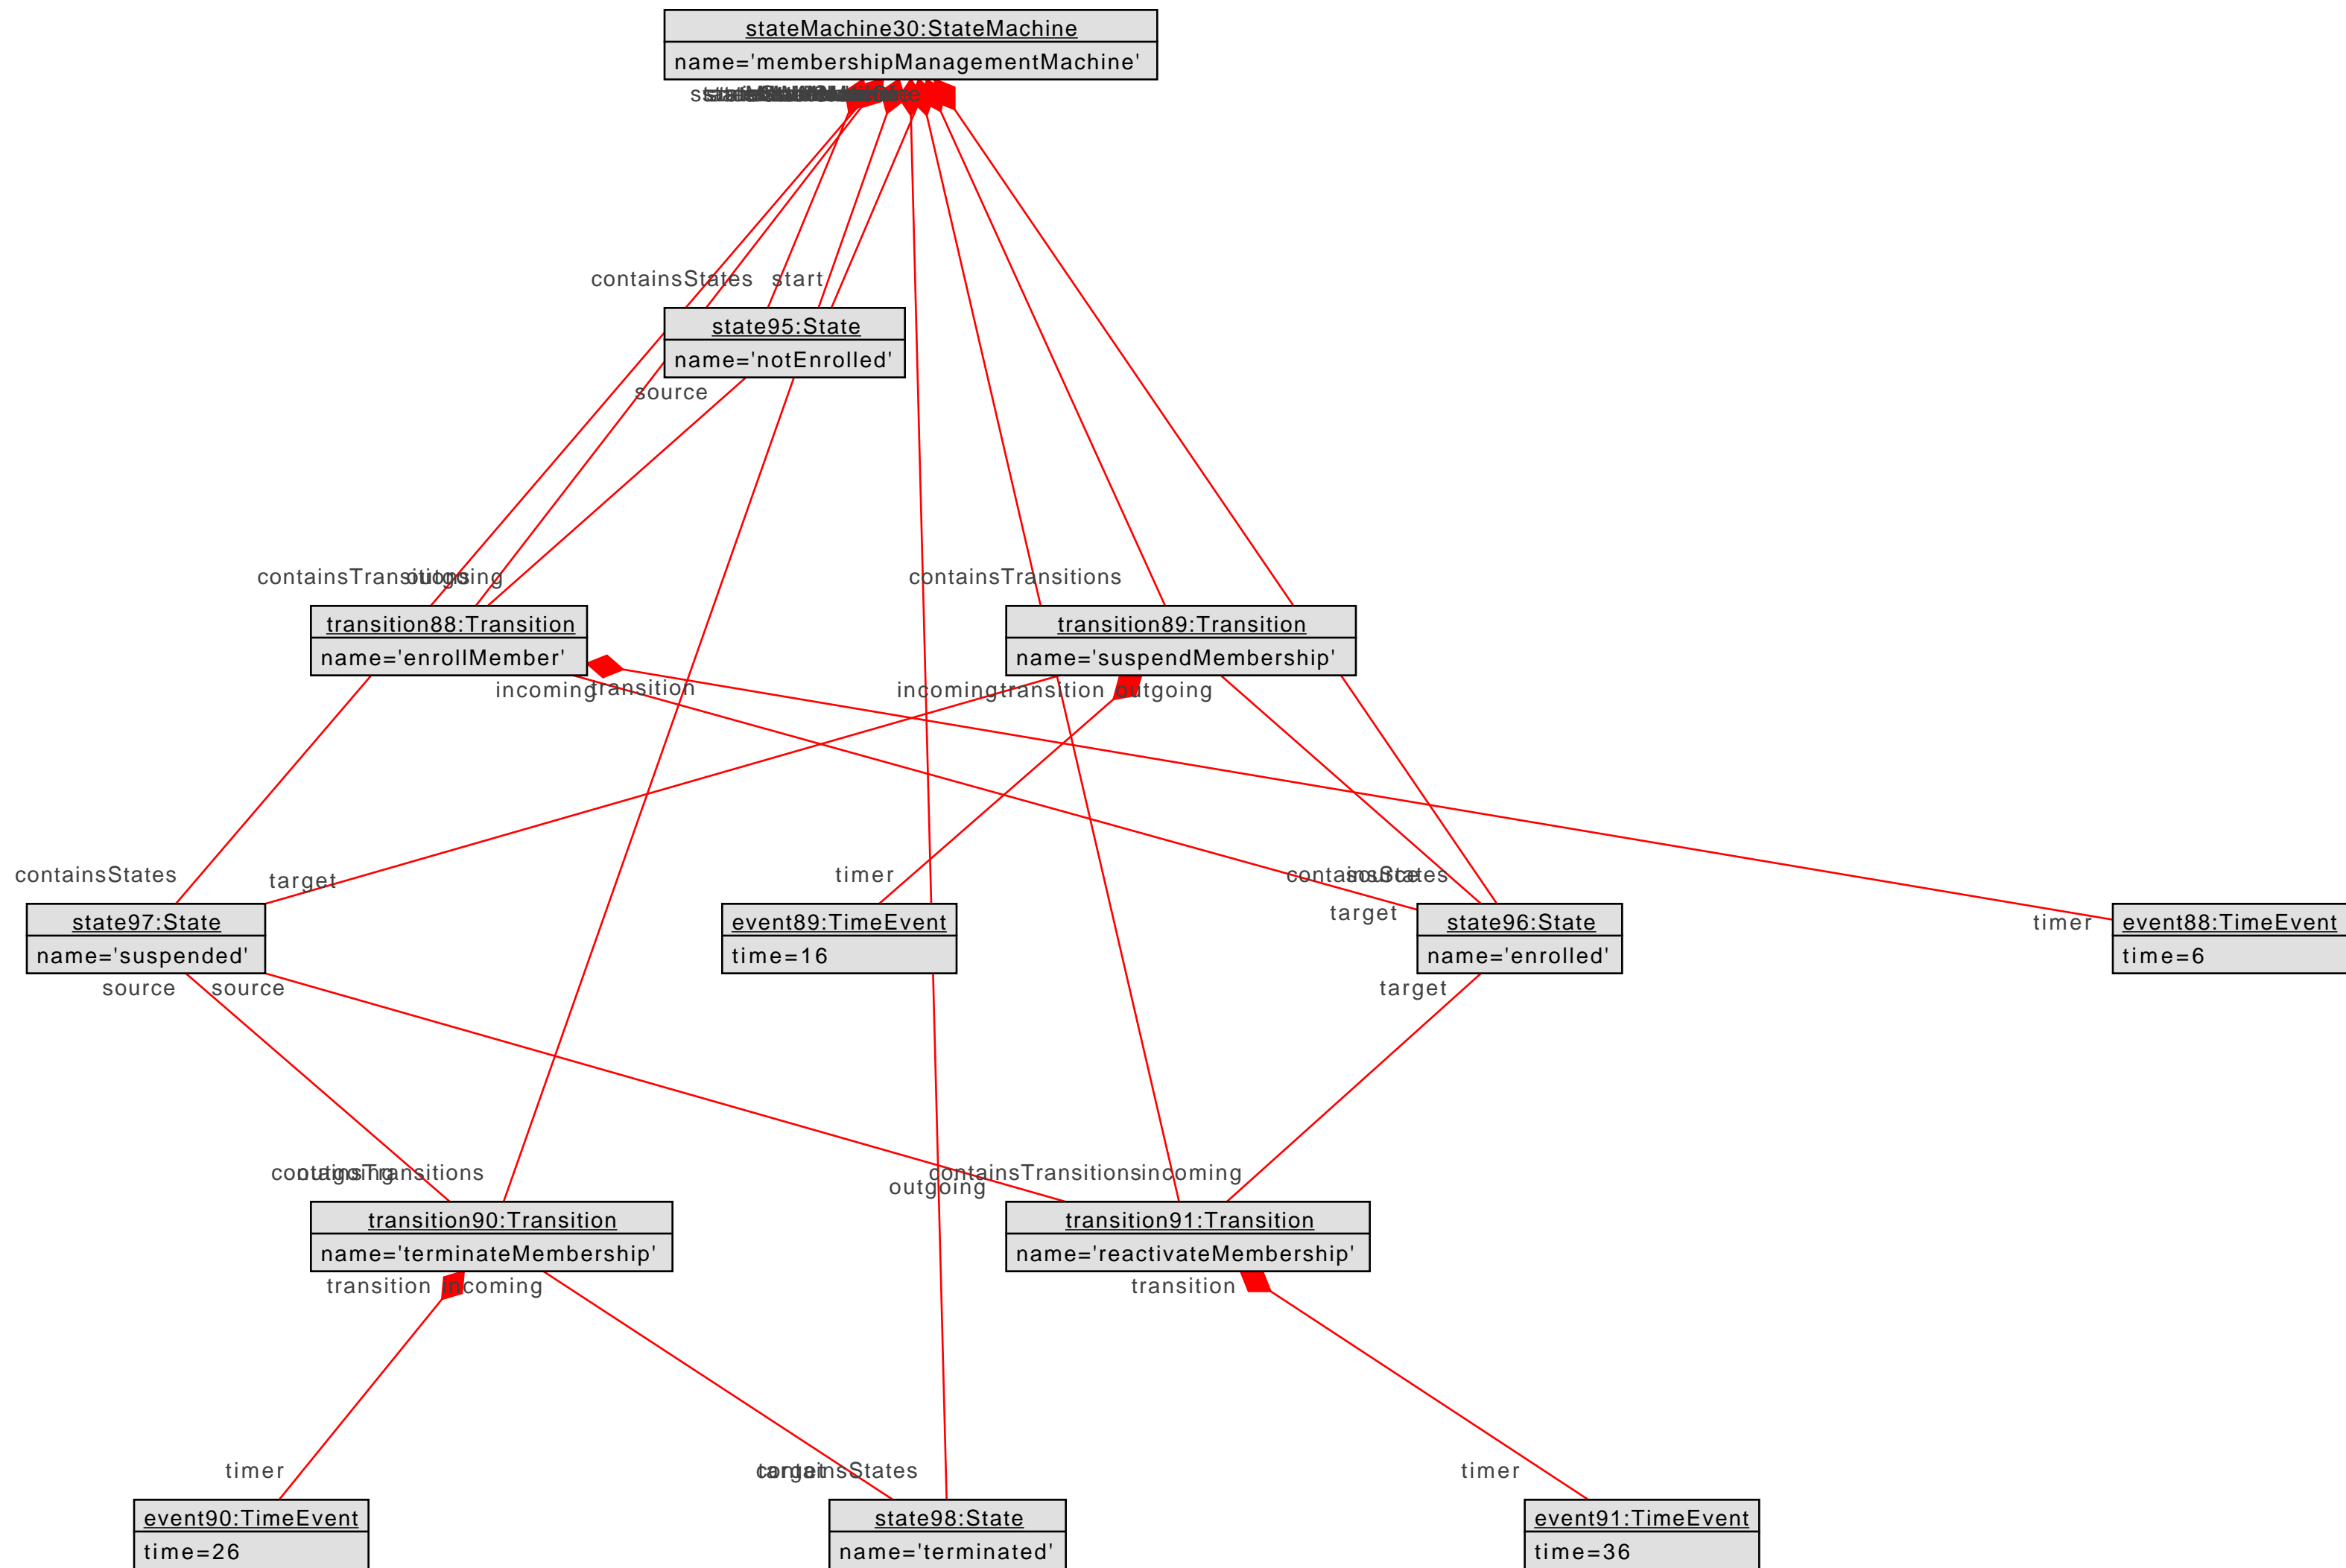 stateMachine30:StateMachine
name='membershipManagementMachine'
containsStates start
state95:State
name='notEnrolled'
source
containsTransitions outgoing containsTransitions
transition88:Transition
name='enrollMember'
transition89:Transition
name='suspendMembership'
incoming transition incoming transition outgoing
containsStates target timer containsStates source target timer
state97:State
name='suspended'
event89:TimeEvent
time=16
state96:State
name='enrolled'
event88:TimeEvent
time=6
source source target
containsTransitions outgoing outgoing containsTransitions incoming
transition90:Transition
name='terminateMembership'
transition91:Transition
name='reactivateMembership'
transition incoming transition
timer target containsStates timer
event90:TimeEvent
time=26
state98:State
name='terminated'
event91:TimeEvent
time=36